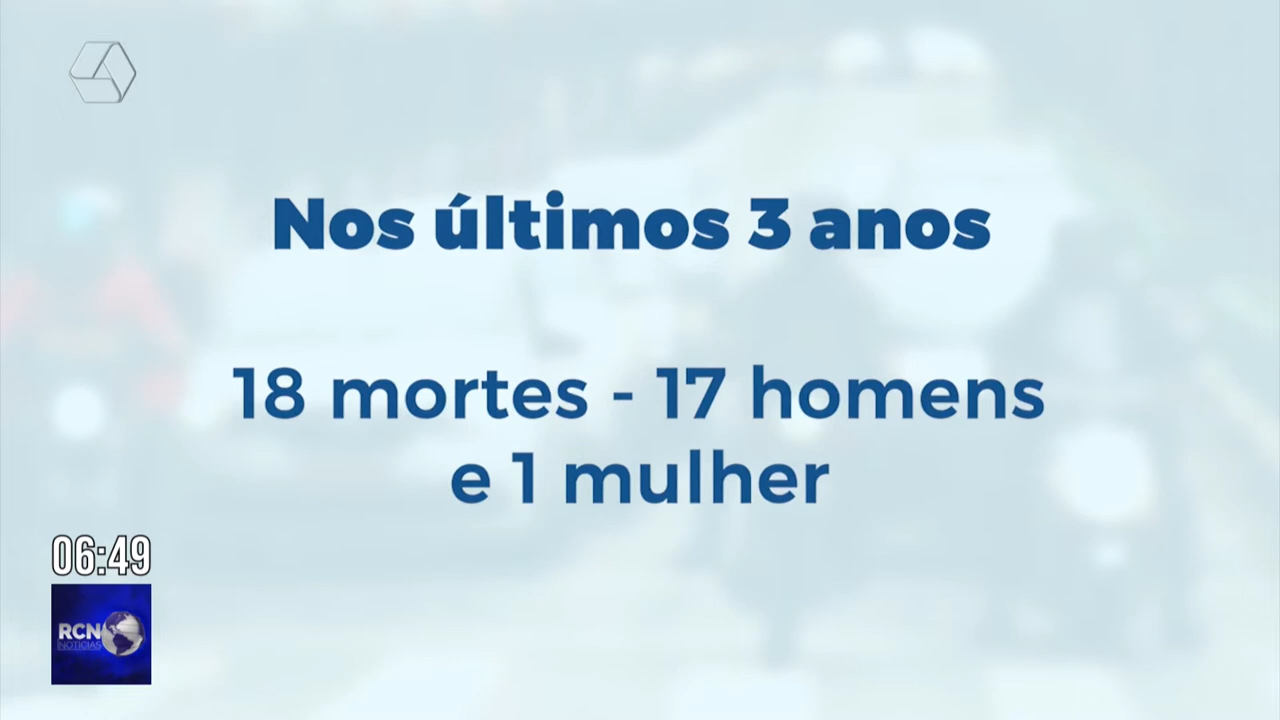 Nos últimos 3 anos
18 mortes - 17 homens
e 1 mulher
06:49
RCN
NOTÍCIAS